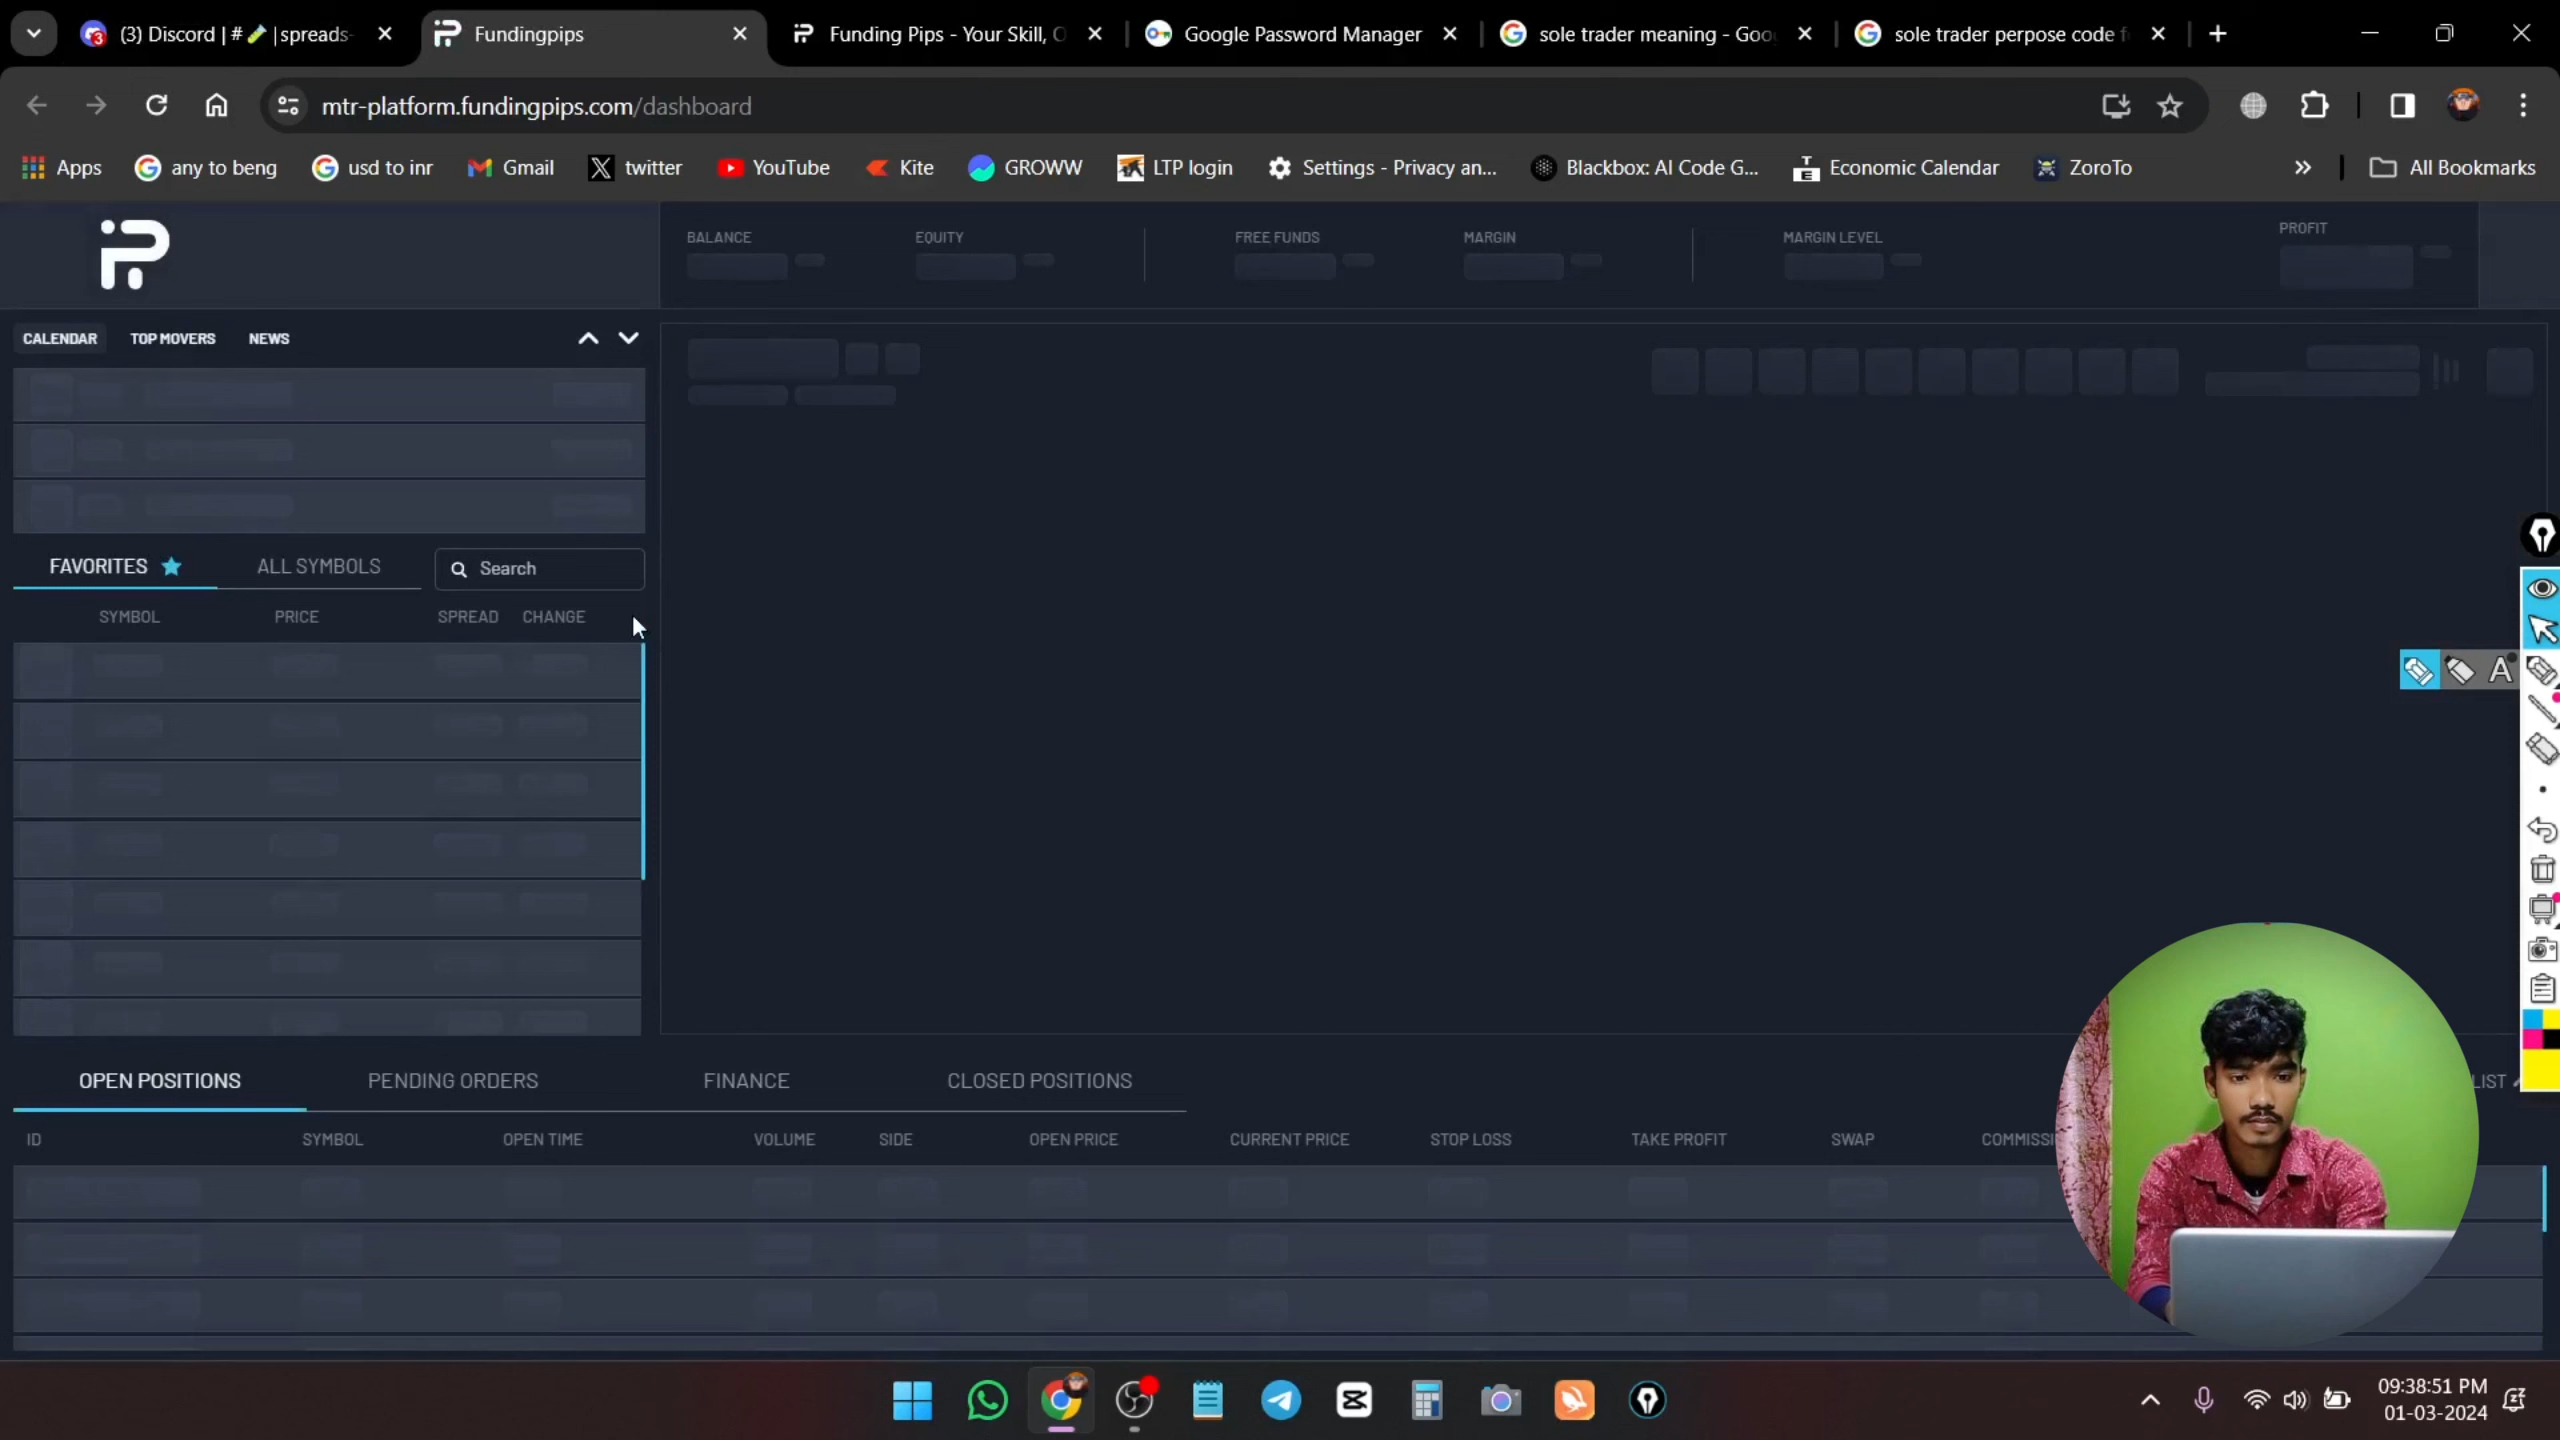 (3) Discord | # | spreads-
Fundingpips
Funding Pips - Your Skill, O
Google Password Manager
sole trader meaning - Goo
sole trader perpose code f
mtr-platform.fundingpips.com/dashboard
Apps
any to beng
usd to inr
Gmail
twitter
YouTube
Kite
GROWW
LTP login
Settings - Privacy an...
Blackbox: AI Code G...
Economic Calendar
ZoroTo
All Bookmarks
BALANCE
EQUITY
FREE FUNDS
MARGIN
MARGIN LEVEL
PROFIT
CALENDAR
TOP MOVERS
NEWS
FAVORITES
ALL SYMBOLS
Search
SYMBOL
PRICE
SPREAD
CHANGE
A
OPEN POSITIONS
PENDING ORDERS
FINANCE
CLOSED POSITIONS
LIST
ID
SYMBOL
OPEN TIME
VOLUME
SIDE
OPEN PRICE
CURRENT PRICE
STOP LOSS
TAKE PROFIT
SWAP
COMMISSI
09:38:51 PM
01-03-2024